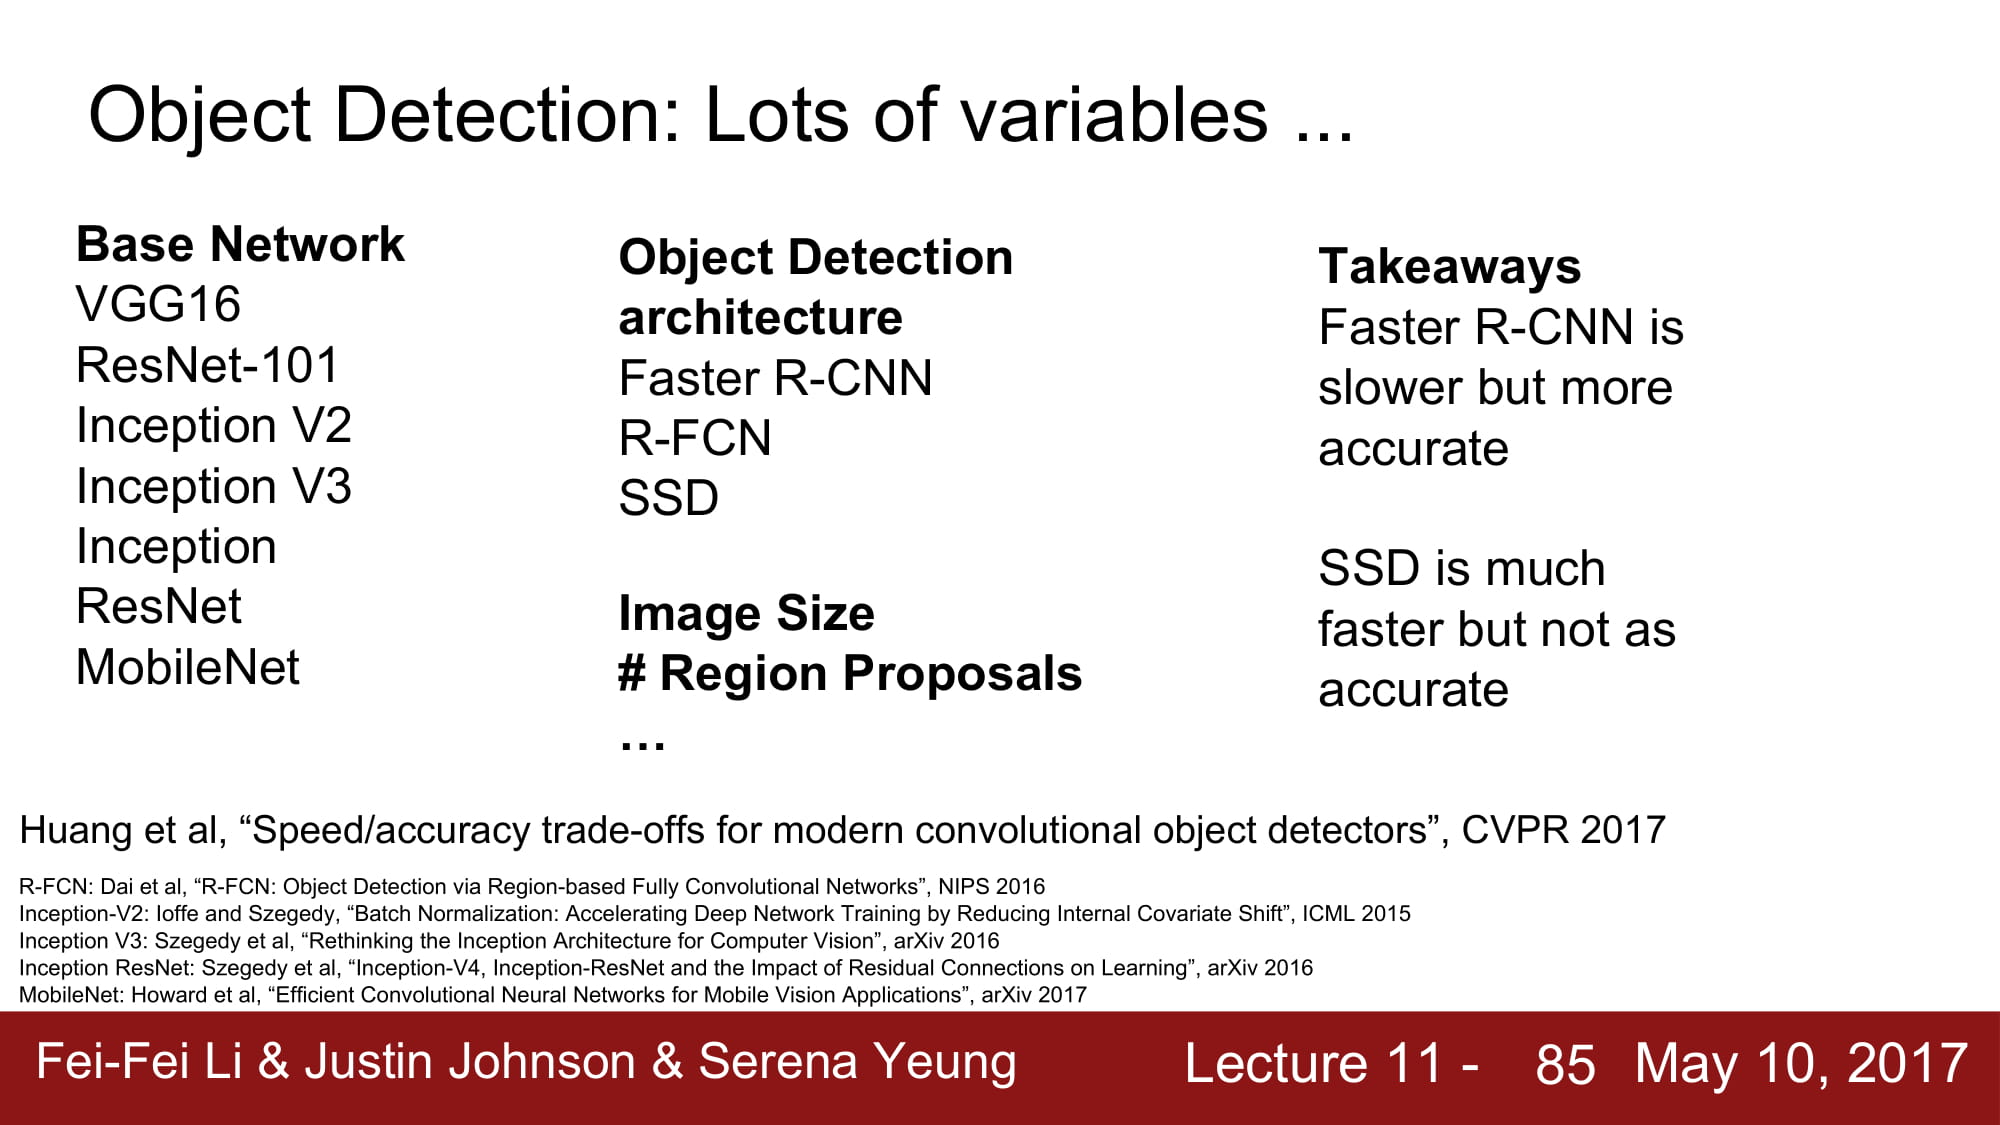 Object Detection: Lots of variables ...
Base Network
VGG16
ResNet-101
Inception V2
Inception V3
Inception
ResNet
MobileNet
Object Detection
architecture
Faster R-CNN
R-FCN
SSD
Image Size
# Region Proposals
…
Takeaways
Faster R-CNN is
slower but more
accurate
SSD is much
faster but not as
accurate
Huang et al, “Speed/accuracy trade-offs for modern convolutional object detectors”, CVPR 2017
R-FCN: Dai et al, “R-FCN: Object Detection via Region-based Fully Convolutional Networks”, NIPS 2016
Inception-V2: Ioffe and Szegedy, “Batch Normalization: Accelerating Deep Network Training by Reducing Internal Covariate Shift”, ICML 2015
Inception V3: Szegedy et al, “Rethinking the Inception Architecture for Computer Vision”, arXiv 2016
Inception ResNet: Szegedy et al, “Inception-V4, Inception-ResNet and the Impact of Residual Connections on Learning”, arXiv 2016
MobileNet: Howard et al, “Efficient Convolutional Neural Networks for Mobile Vision Applications”, arXiv 2017
Fei-Fei Li & Justin Johnson & Serena Yeung Lecture 11 - 85 May 10, 2017